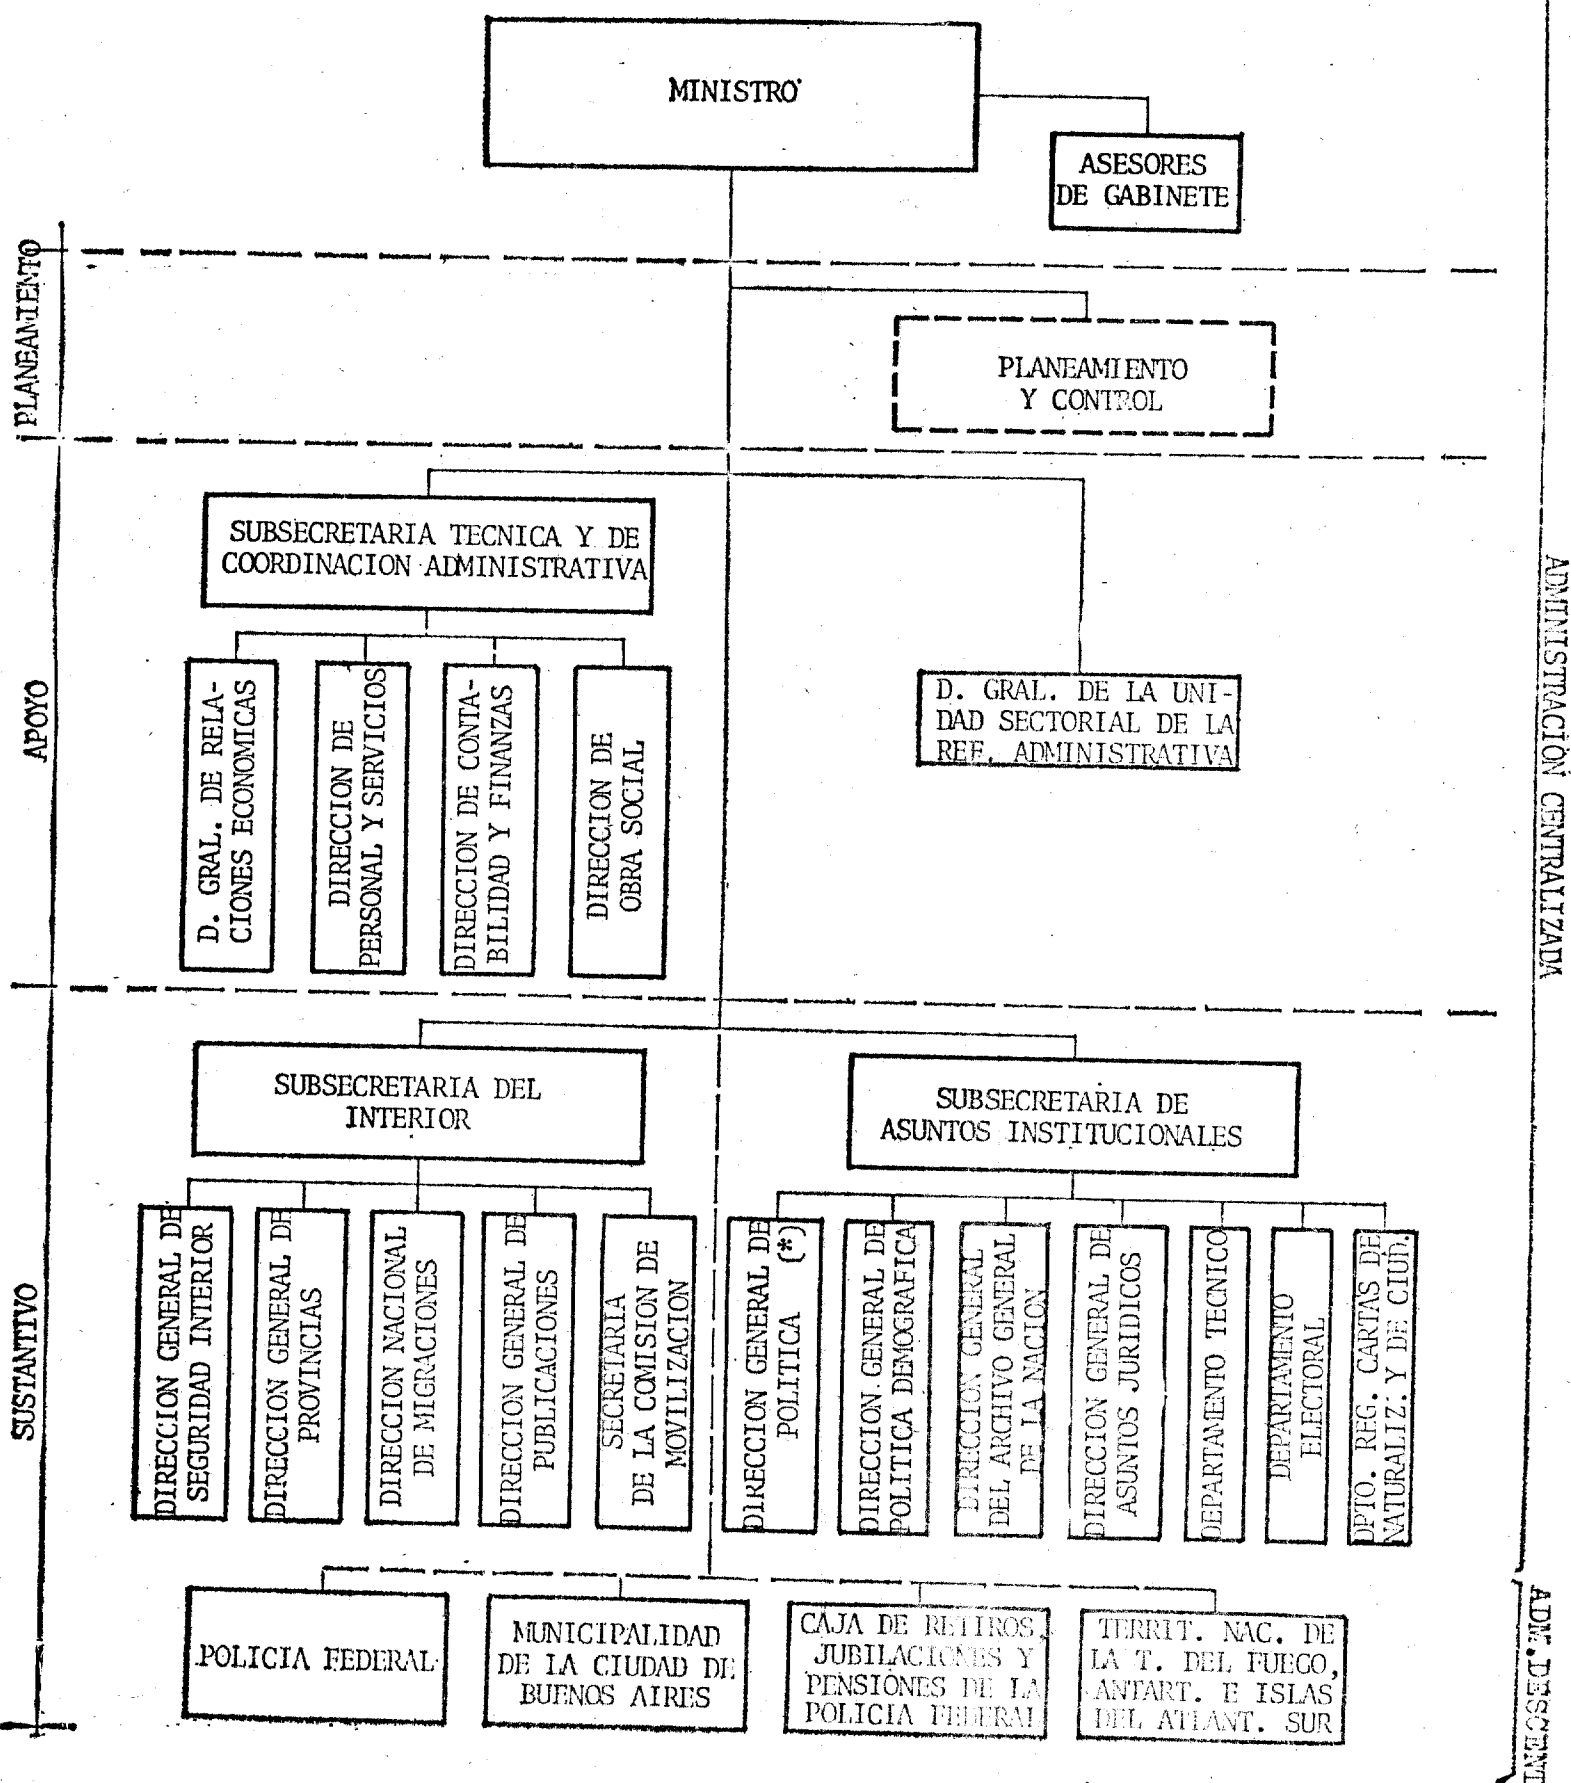 MINISTRO
ASESORES
DE GABINETE
PLANEAMIENTO
PLANEAMIENTO
Y CONTROL
APOYO
SUBSECRETARIA TECNICA Y DE
COORDINACION ADMINISTRATIVA
D. GRAL. DE RELA-
CIONES ECONOMICAS
DIRECCION DE
PERSONAL Y SERVICIOS
DIRECCION DE CONTA-
BILIDAD Y FINANZAS
DIRECCION DE
OBRA SOCIAL
D. GRAL. DE LA UNI-
DAD SECTORIAL DE LA
REF. ADMINISTRATIVA
ADMINISTRACIÓN CENTRALIZADA
SUSTANTIVO
SUBSECRETARIA DEL
INTERIOR
SUBSECRETARIA DE
ASUNTOS INSTITUCIONALES
DIRECCION GENERAL DE
SEGURIDAD INTERIOR
DIRECCION GENERAL DE
PROVINCIAS
DIRECCION NACIONAL
DE MIGRACIONES
DIRECCION GENERAL DE
PUBLICACIONES
SECRETARIA
DE LA COMISION DE
MOVILIZACION
DIRECCION GENERAL DE
POLITICA (*)
DIRECCION GENERAL DE
POLITICA DEMOGRAFICA
DIRECCION GENERAL
DEL ARCHIVO GENERAL
DE LA NACION
DIRECCION GENERAL DE
ASUNTOS JURIDICOS
DEPARTAMENTO TECNICO
DEPARTAMENTO
ELECTORAL
DPTO. REG. CARTAS DE
NATURALIZ. Y DE CIUD.
POLICIA FEDERAL
MUNICIPALIDAD
DE LA CIUDAD DE
BUENOS AIRES
CAJA DE RETIROS,
JUBILACIONES Y
PENSIONES DE LA
POLICIA FEDERAL
TERRIT. NAC. DE
LA T. DEL FUEGO,
ANTART. E ISLAS
DEL ATLANT. SUR
ADM. DESCENT